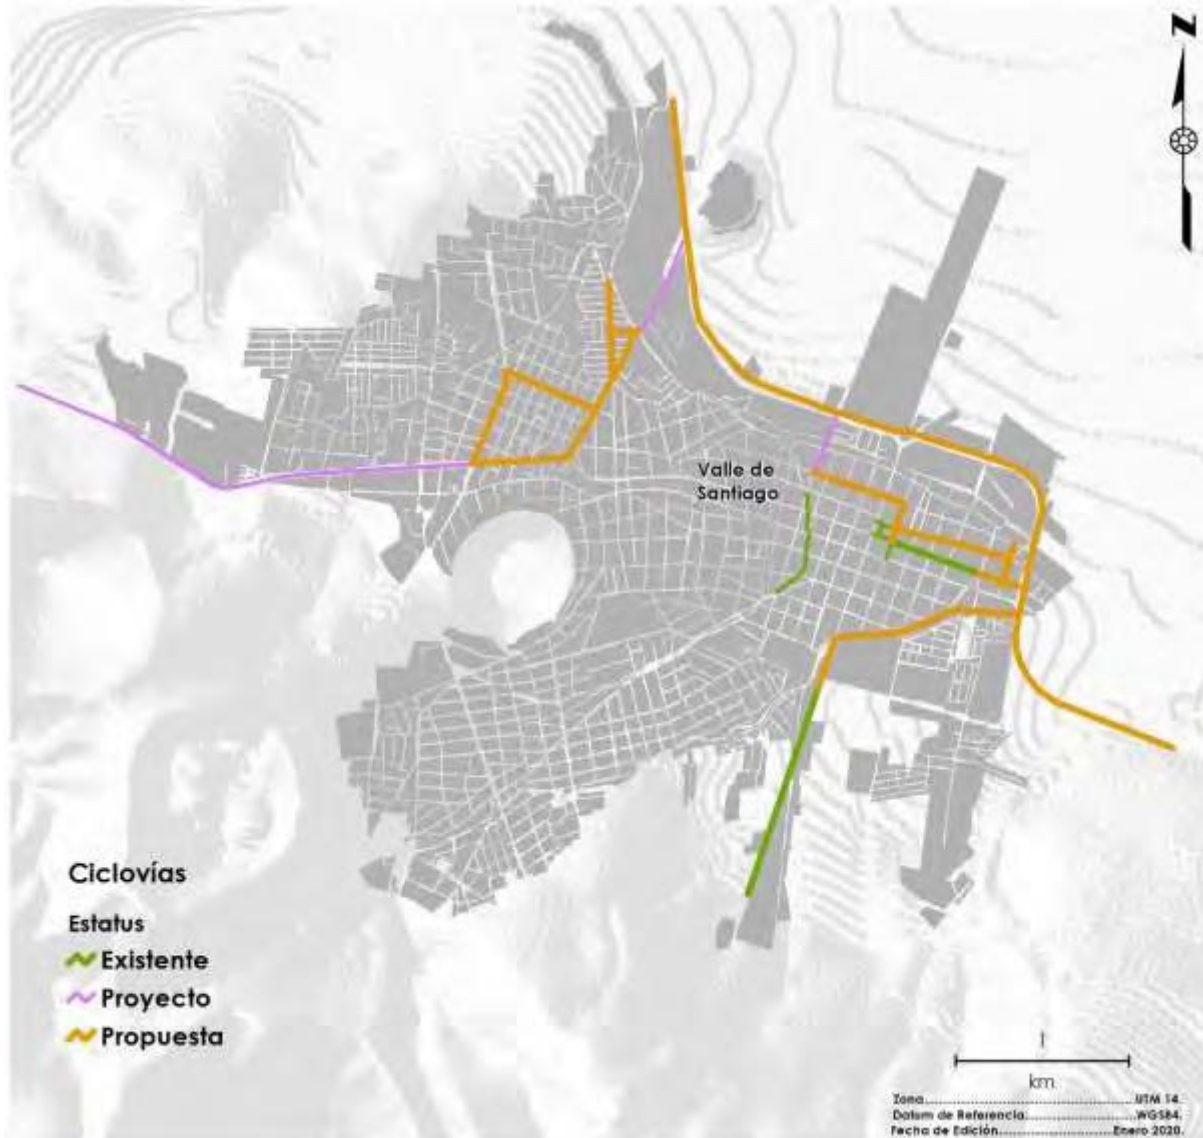 N
Valle de
Santiago
Ciclovías
Estatus
Existente
Proyecto
Propuesta
1
km
Zona.....................................UTM 14.
Datum de Referencia:.....................WGS84.
Fecha de Edición.....................Enero 2020.